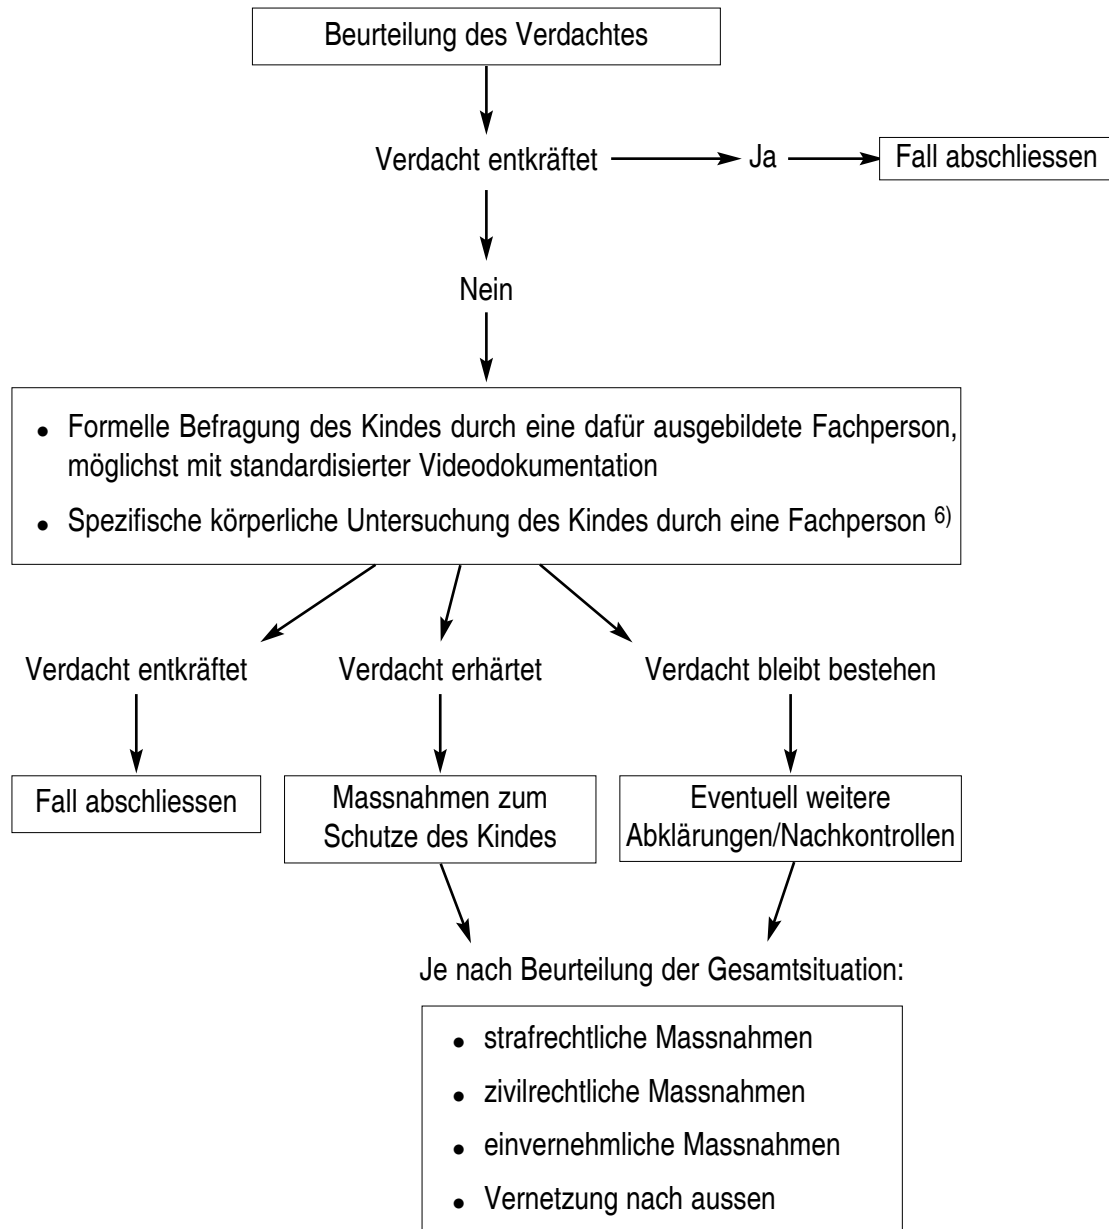 Beurteilung des Verdachtes
Verdacht entkräftet
Ja
Fall abschliessen
Nein
• Formelle Befragung des Kindes durch eine dafür ausgebildete Fachperson,
möglichst mit standardisierter Videodokumentation
• Spezifische körperliche Untersuchung des Kindes durch eine Fachperson 6)
Verdacht entkräftet
Verdacht erhärtet
Verdacht bleibt bestehen
Fall abschliessen
Massnahmen zum
Schutze des Kindes
Eventuell weitere
Abklärungen/Nachkontrollen
Je nach Beurteilung der Gesamtsituation:
• strafrechtliche Massnahmen
• zivilrechtliche Massnahmen
• einvernehmliche Massnahmen
• Vernetzung nach aussen